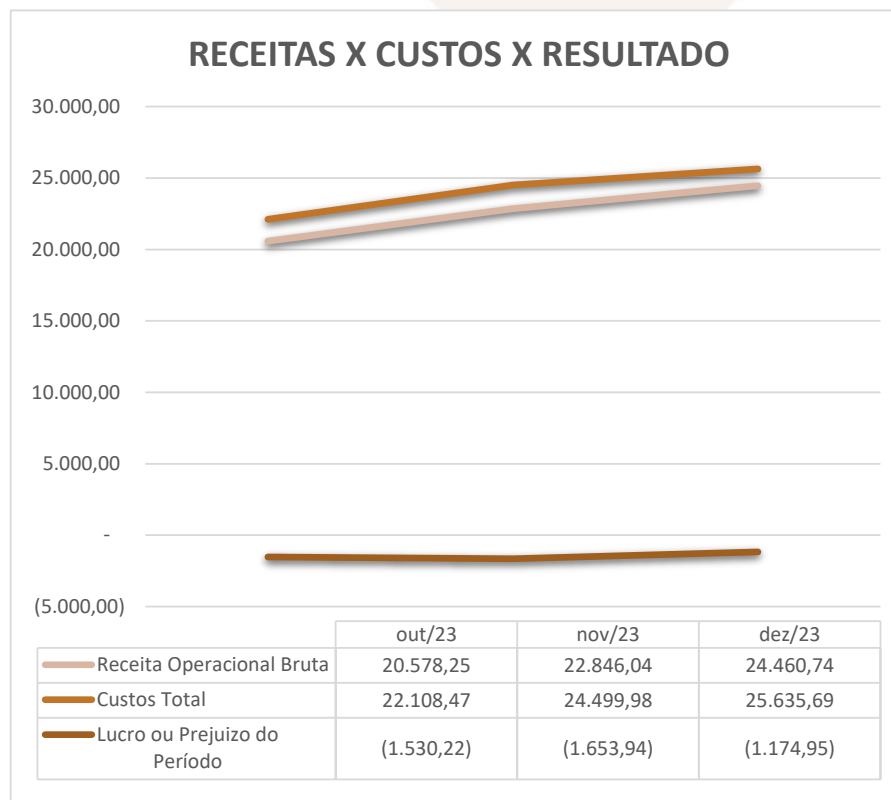 RECEITAS X CUSTOS X RESULTADO
30.000,00
25.000,00
20.000,00
15.000,00
10.000,00
5.000,00
-
(5.000,00)
out/23 nov/23 dez/23
Receita Operacional Bruta 20.578,25 22.846,04 24.460,74
Custos Total 22.108,47 24.499,98 25.635,69
Lucro ou Prejuizo do
Período (1.530,22) (1.653,94) (1.174,95)